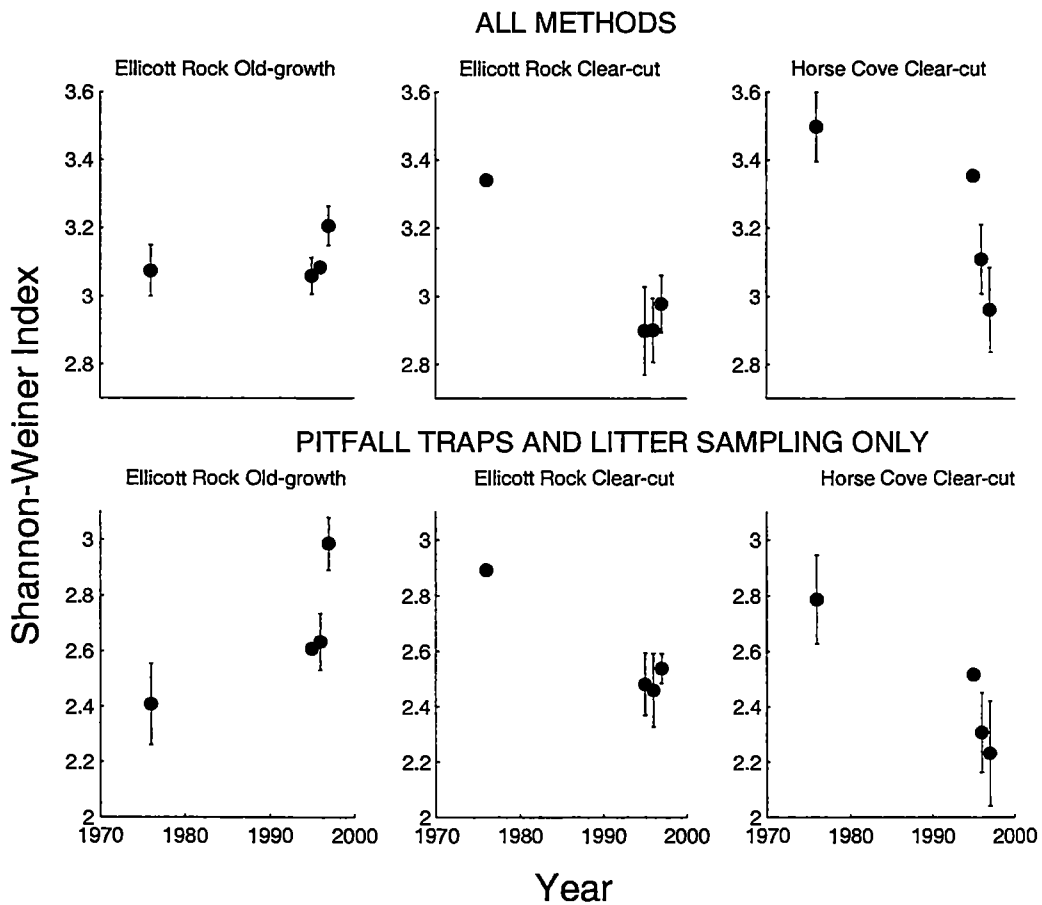 ALL METHODS
Ellicott Rock Old-growth Ellicott Rock Clear-cut Horse Cove Clear-cut
3.6 3.6 3.6
3.4 3.4 3.4
3.2 3.2 3.2
3 3 3
2.8 2.8 2.8
Shannon-Weiner Index
PITFALL TRAPS AND LITTER SAMPLING ONLY
Ellicott Rock Old-growth Ellicott Rock Clear-cut Horse Cove Clear-cut
3 3 3
2.8 2.8 2.8
2.6 2.6 2.6
2.4 2.4 2.4
2.2 2.2 2.2
2 2 2
1970 1980 1990 2000 1970 1980 1990 2000 1970 1980 1990 2000
Year